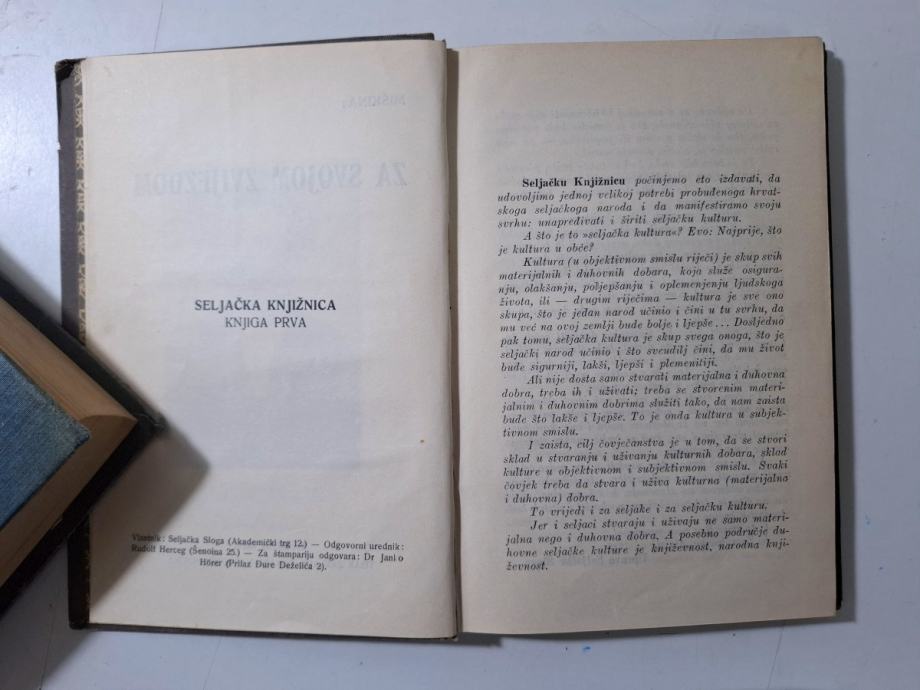 SELJAČKA KNJIŽNICA
KNJIGA PRVA
Vlasnik: Seljačka Sloga (Akademički trg 12.) — Odgovorni urednik:
Rudolf Herceg (Šenoina 25.) — Za štampariju odgovara: Dr Janko
Hörer (Prilaz Đure Deželića 2).
Seljačku Knjižnicu počinjemo eto izdavati, da
udovoljimo jednoj velikoj potrebi probuđenoga hrvat-
skoga seljačkoga naroda i da manifestiramo svoju
svrhu: unapređivati i širiti seljačku kulturu.
A što je to »seljačka kultura«? Evo: Najprije, što
je kultura u obće?
Kultura (u objektivnom smislu riječi) je skup svih
materijalnih i duhovnih dobara, koja služe osigura-
nju, olakšanju, poljepšanju i oplemenjenju ljudskoga
života, ili — drugim riječima — kultura je sve ono
skupa, što je jedan narod učinio i čini u tu svrhu, da
mu već na ovoj zemlji bude bolje i ljepše ... Dosljedno
pak tomu, seljačka kultura je skup svega onoga, što je
seljački narod učinio i što sveudilj čini, da mu život
bude sigurniji, lakši, ljepši i plemenitiji.
Ali nije dosta samo stvarati materijalna i duhovna
dobra, treba ih i uživati; treba se stvorenim materi-
jalnim i duhovnim dobrima služiti tako, da nam zaista
bude što lakše i ljepše. To je onda kultura u subjek-
tivnom smislu.
I zaista, cilj čovječanstva je u tom, da se stvori
sklad u stvaranju i uživanju kulturnih dobara, sklad
kulture u objektivnom i subjektivnom smislu. Svaki
čovjek treba da stvara i uživa kulturna (materijalna
i duhovna) dobra.
To vrijedi i za seljake i za seljačku kulturu.
Jer i seljaci stvaraju i uživaju ne samo materi-
jalna nego i duhovna dobra. A posebno područje du-
hovne seljačke kulture je književnost, narodna knji-
ževnost.